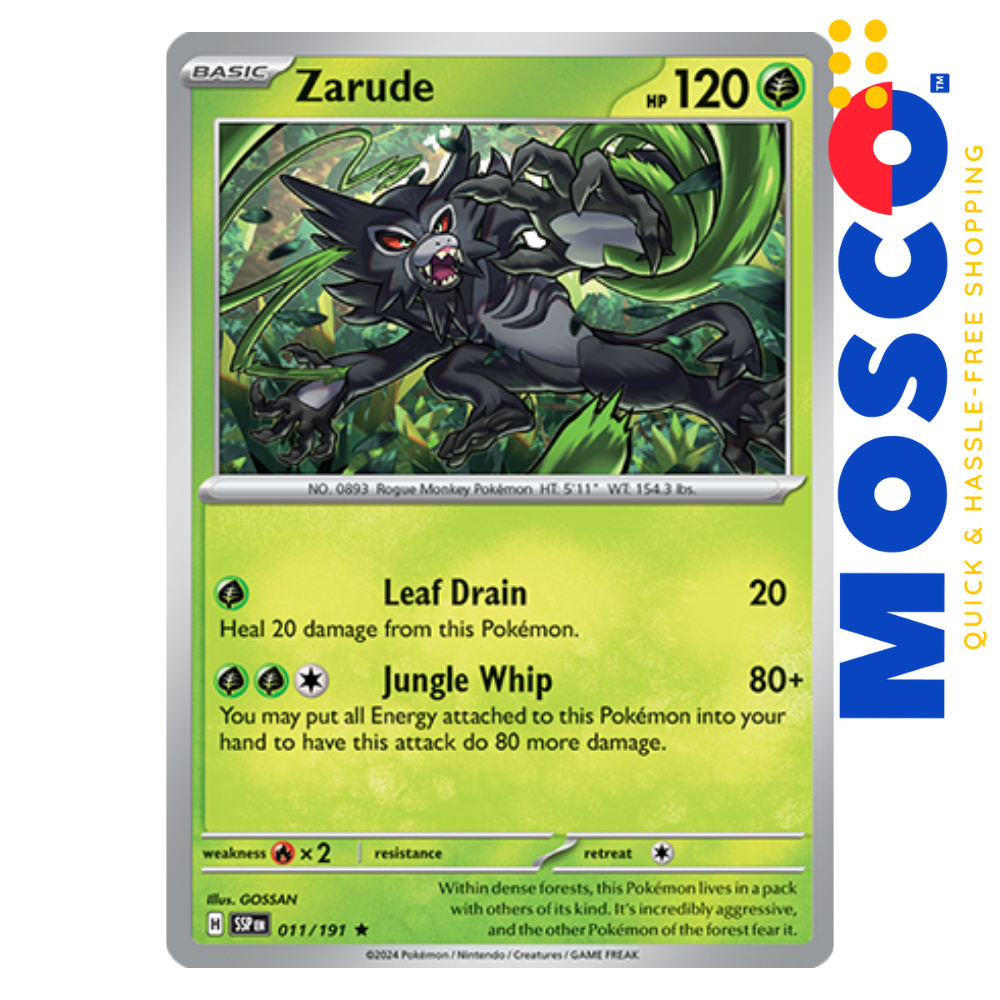 BASIC Zarude HP 120
NO. 0893 Rogue Monkey Pokémon HT: 5'11" WT: 154.3 lbs.
Leaf Drain 20
Heal 20 damage from this Pokémon.
Jungle Whip 80+
You may put all Energy attached to this Pokémon into your
hand to have this attack do 80 more damage.
weakness ×2 resistance retreat
Illus. GOSSAN
Within dense forests, this Pokémon lives in a pack
with others of its kind. It's incredibly aggressive,
and the other Pokémon of the forest fear it.
H SSP EN 011/191 ★
©2024 Pokémon / Nintendo / Creatures / GAME FREAK
MOSCO™
QUICK & HASSLE-FREE SHOPPING